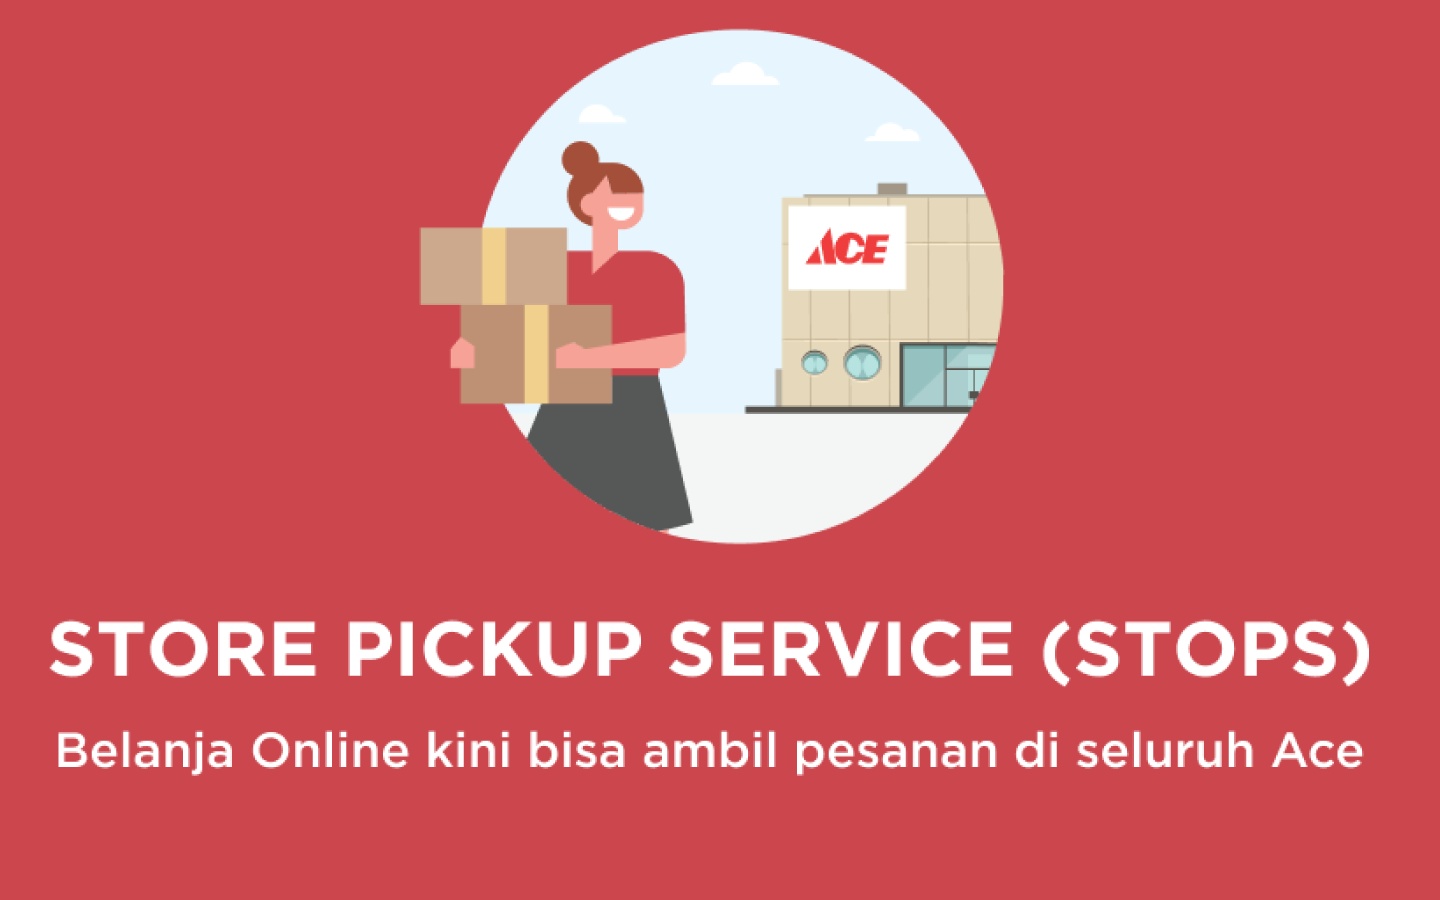 ACE
STORE PICKUP SERVICE (STOPS)
Belanja Online kini bisa ambil pesanan di seluruh Ace